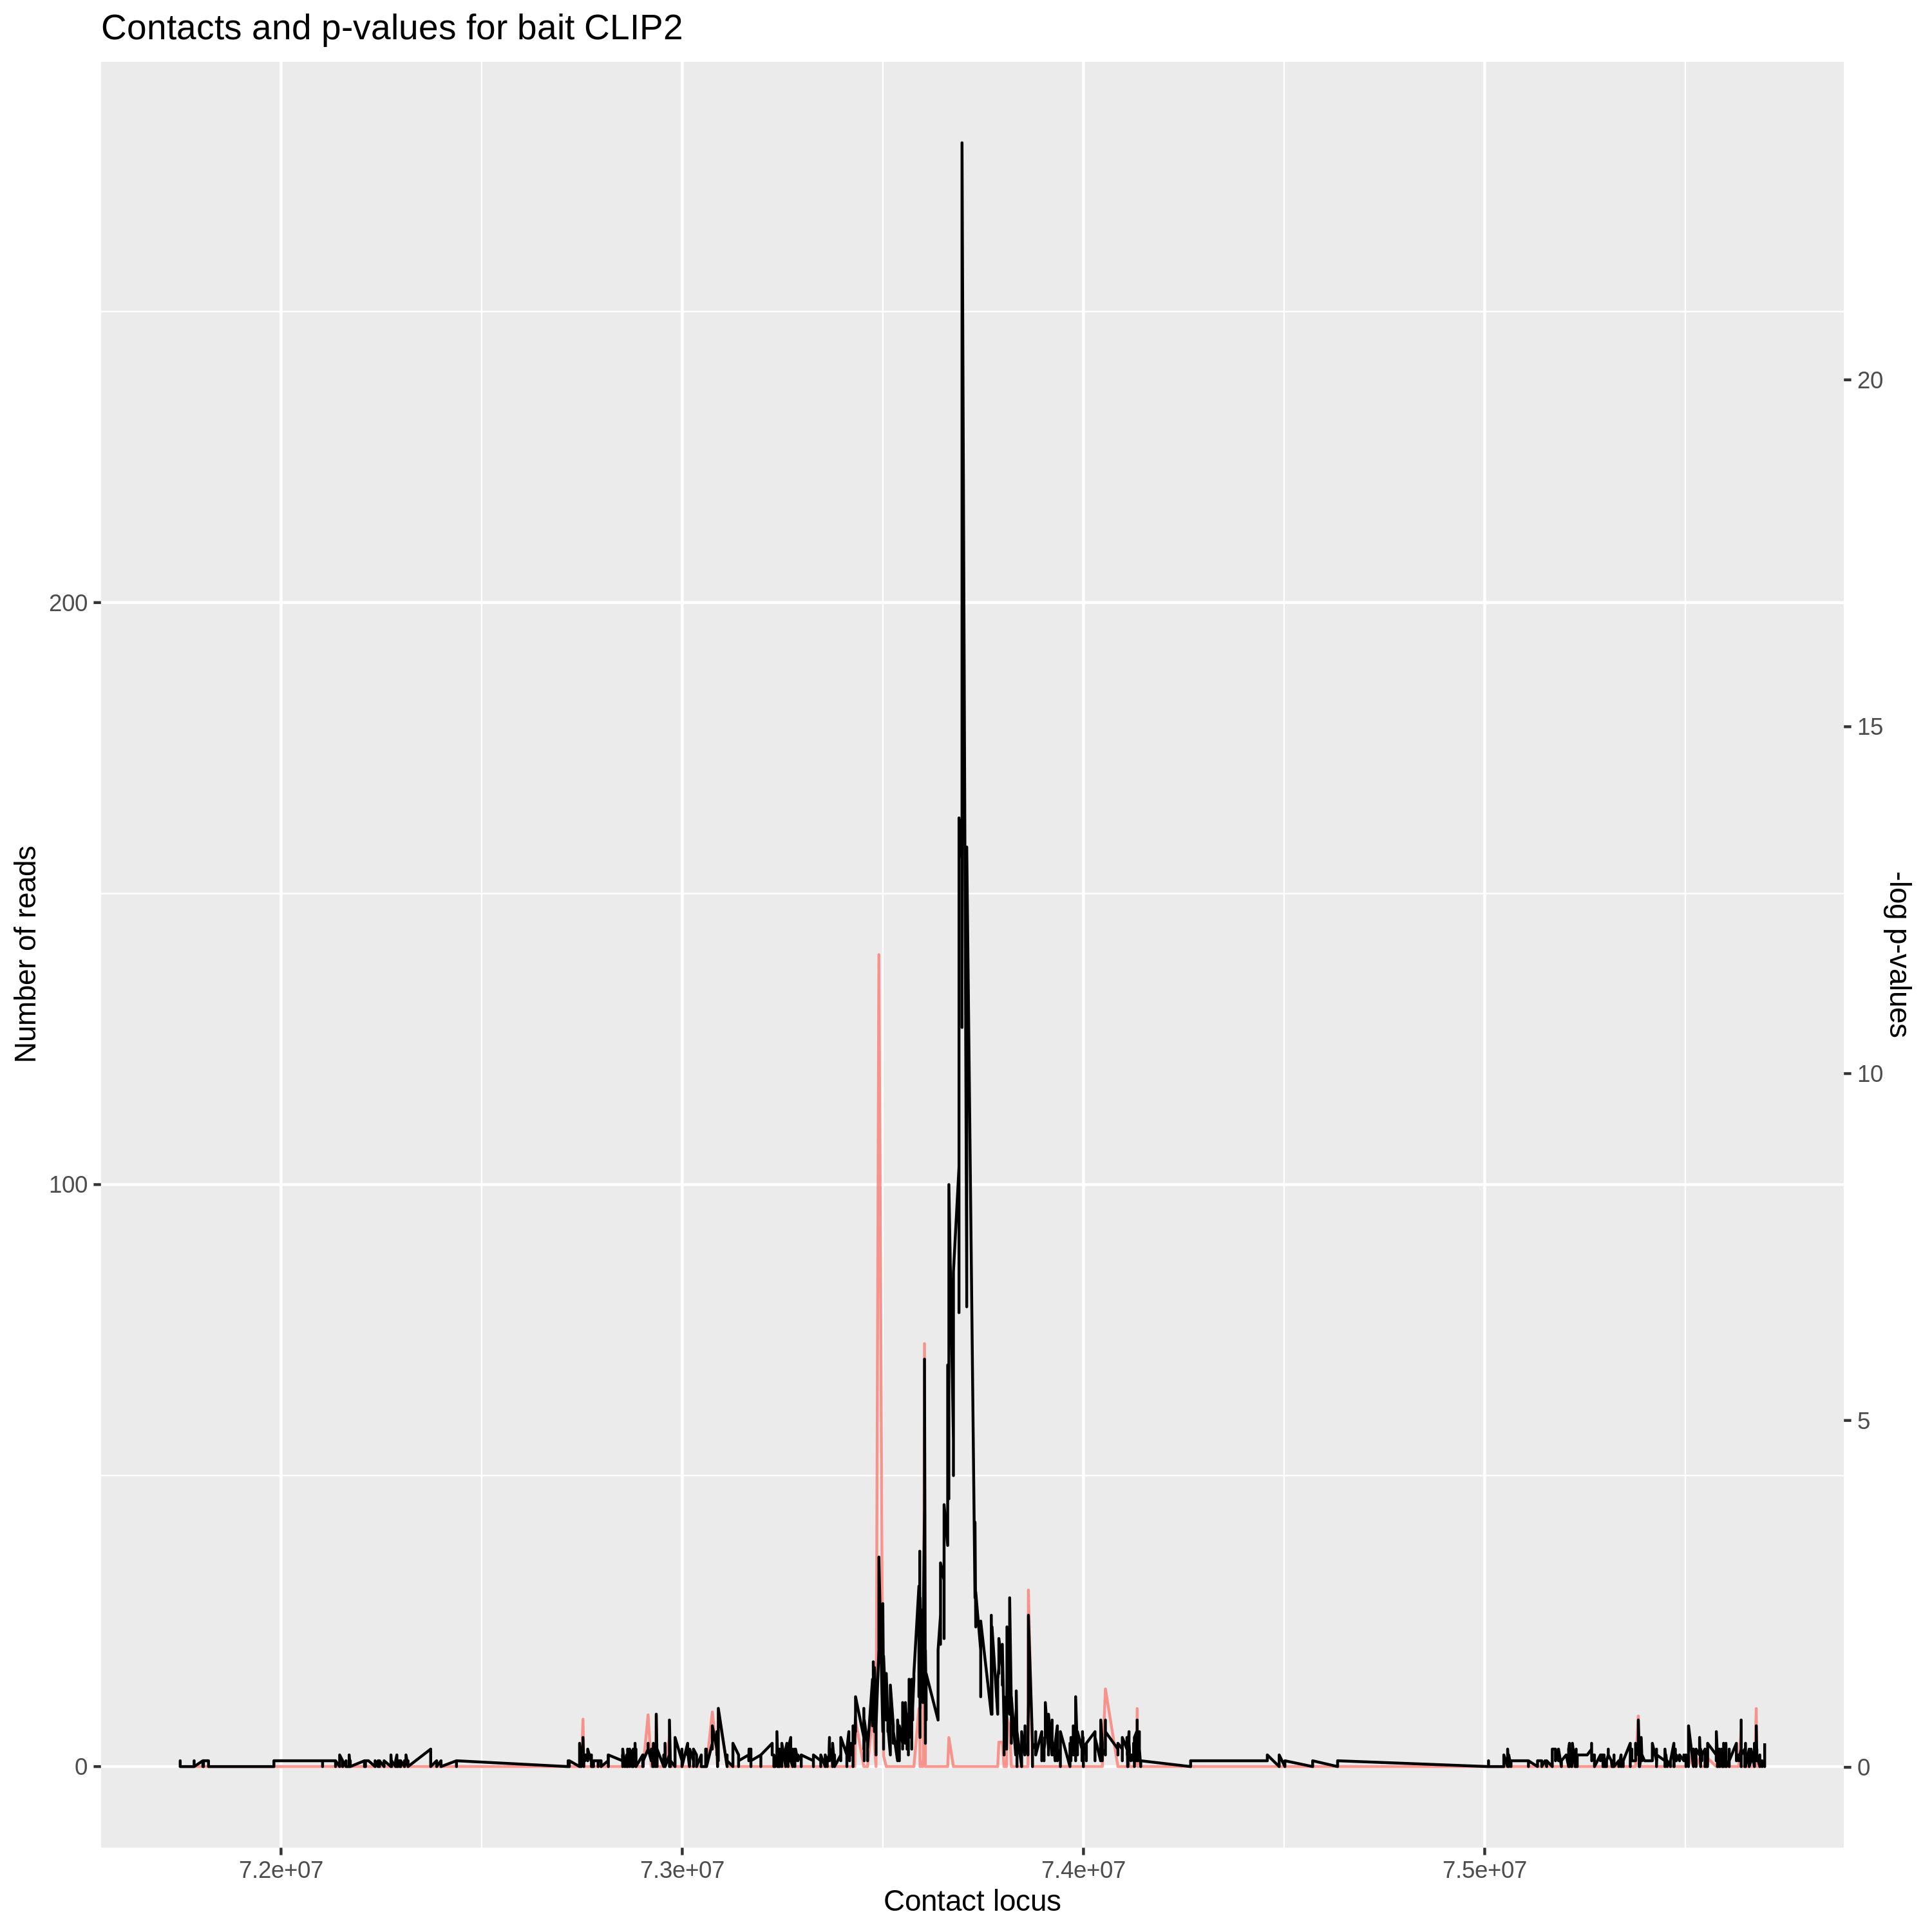 Contacts and p-values for bait CLIP2
200
100
0
Number of reads
20
15
10
5
0
-log p-values
7.2e+07
7.3e+07
7.4e+07
7.5e+07
Contact locus